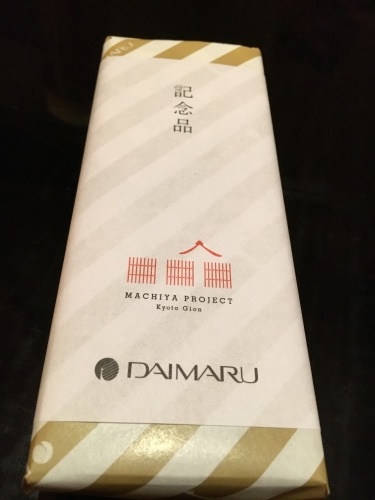 記念品
MACHIYA PROJECT
Kyoto Gion
DAIMARU